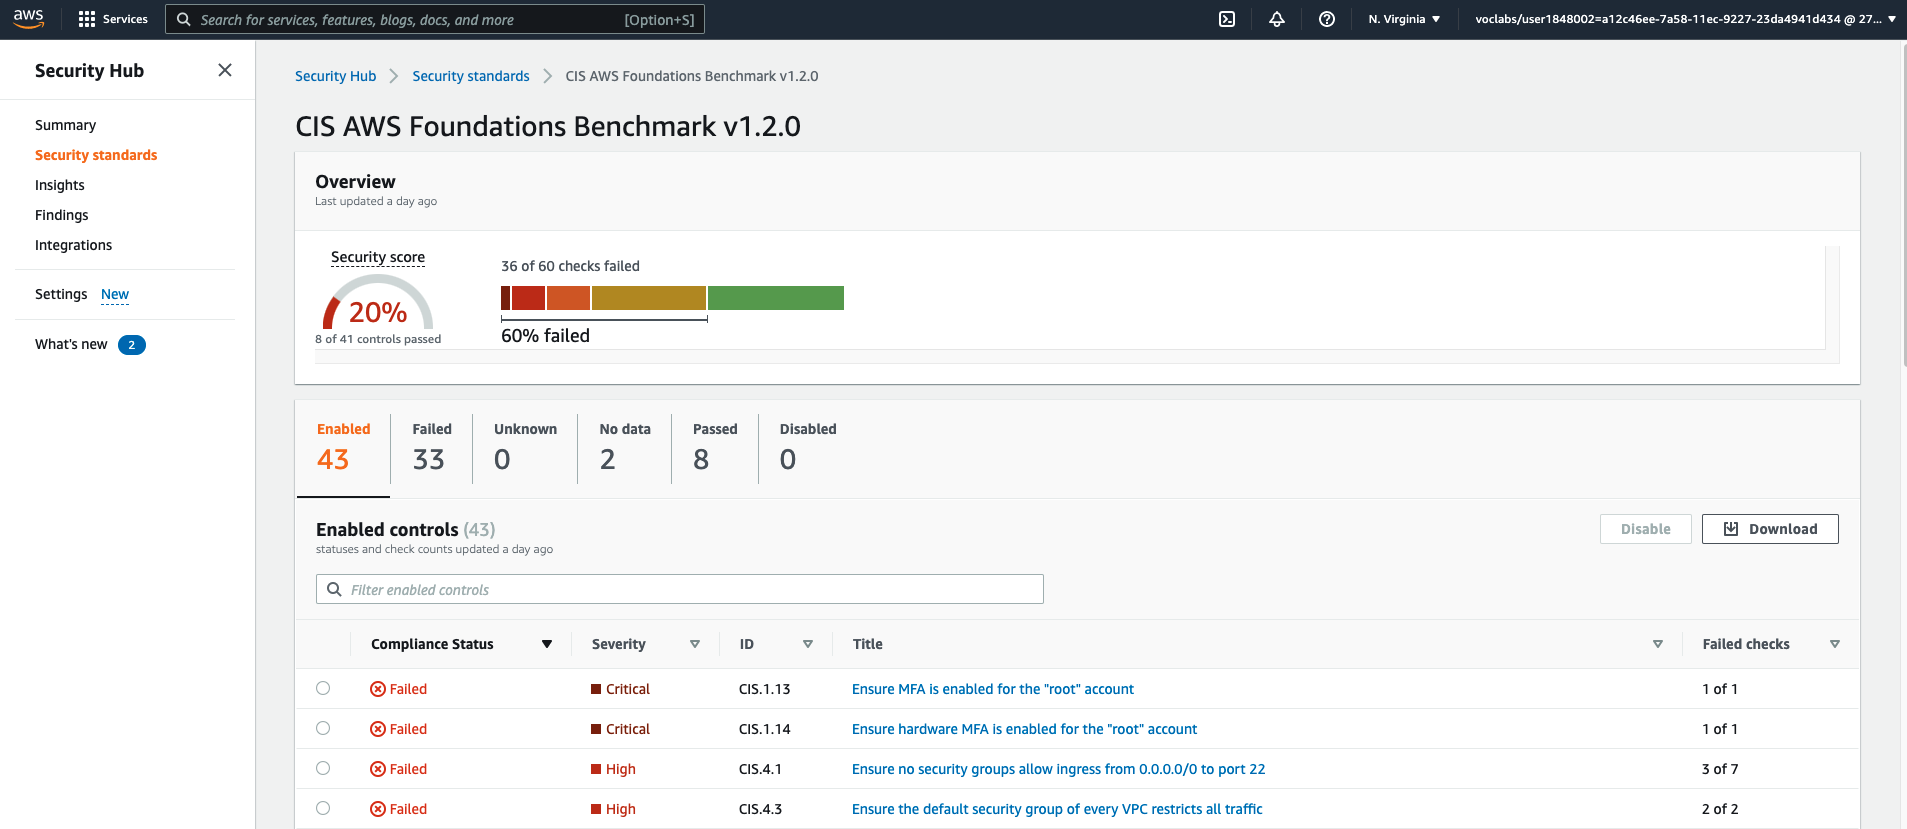 aws
Services
Search for services, features, blogs, docs, and more [Option+S]
N. Virginia
voclabs/user1848002=a12c46ee-7a58-11ec-9227-23da4941d434 @ 27...
Security Hub
Summary
Security standards
Insights
Findings
Integrations
Settings New
What's new 2
Security Hub Security standards CIS AWS Foundations Benchmark v1.2.0
CIS AWS Foundations Benchmark v1.2.0
Overview
Last updated a day ago
Security score
20%
8 of 41 controls passed
36 of 60 checks failed
60% failed
Enabled Failed Unknown No data Passed Disabled
43 33 0 2 8 0
Enabled controls (43)
statuses and check counts updated a day ago
Disable Download
Filter enabled controls
Compliance Status Severity ID Title Failed checks
Failed Critical CIS.1.13 Ensure MFA is enabled for the "root" account 1 of 1
Failed Critical CIS.1.14 Ensure hardware MFA is enabled for the "root" account 1 of 1
Failed High CIS.4.1 Ensure no security groups allow ingress from 0.0.0.0/0 to port 22 3 of 7
Failed High CIS.4.3 Ensure the default security group of every VPC restricts all traffic 2 of 2